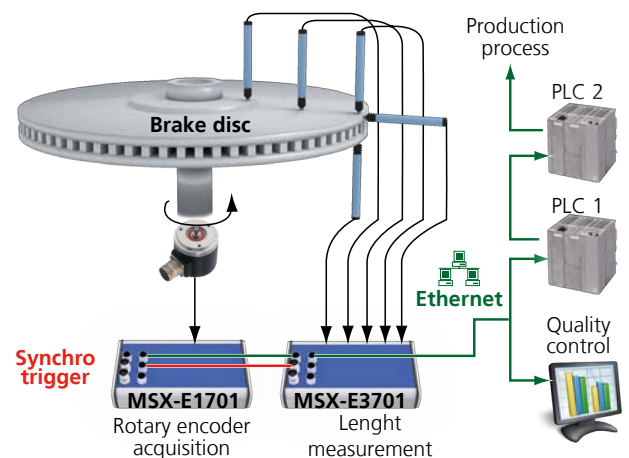 Production
process
Brake disc
PLC 2
PLC 1
Ethernet
Quality
control
Synchro
trigger
MSX-E1701
MSX-E3701
Rotary encoder
acquisition
Lenght
measurement